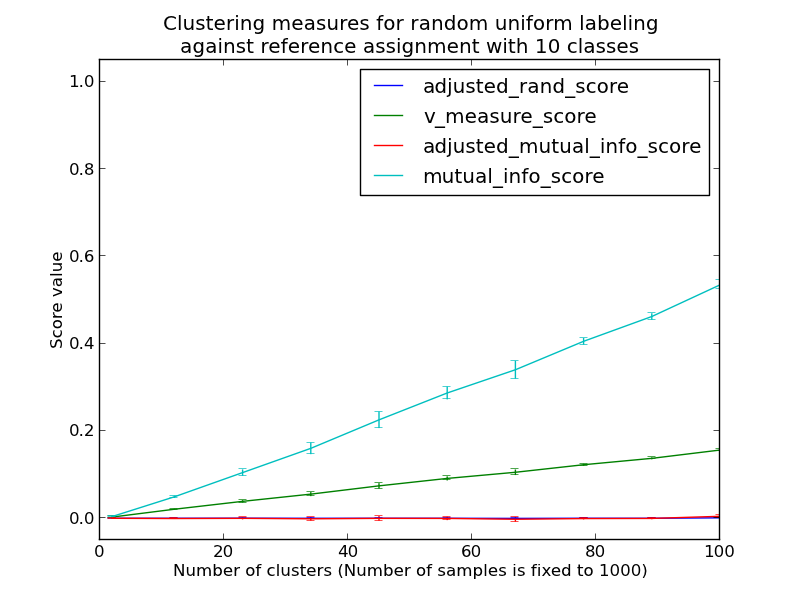 Clustering measures for random uniform labeling
against reference assignment with 10 classes
1.0
adjusted_rand_score
v_measure_score
adjusted_mutual_info_score
mutual_info_score
0.8
0.6
Score value
0.4
0.2
0.0
0 20 40 60 80 100
Number of clusters (Number of samples is fixed to 1000)